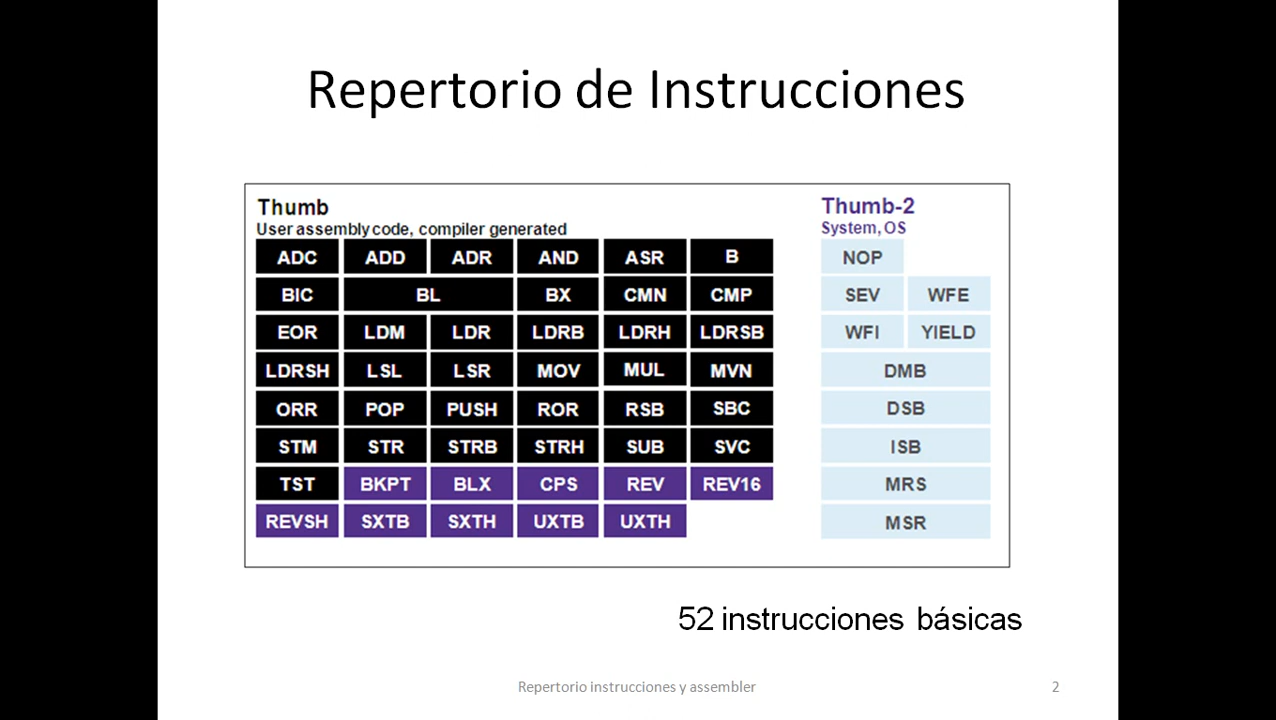 Repertorio de Instrucciones
Thumb
User assembly code, compiler generated
ADC ADD ADR AND ASR B
BIC BL BX CMN CMP
EOR LDM LDR LDRB LDRH LDRSB
LDRSH LSL LSR MOV MUL MVN
ORR POP PUSH ROR RSB SBC
STM STR STRB STRH SUB SVC
TST BKPT BLX CPS REV REV16
REVSH SXTB SXTH UXTB UXTH
Thumb-2
System, OS
NOP
SEV WFE
WFI YIELD
DMB
DSB
ISB
MRS
MSR
52 instrucciones básicas
Repertorio instrucciones y assembler
2